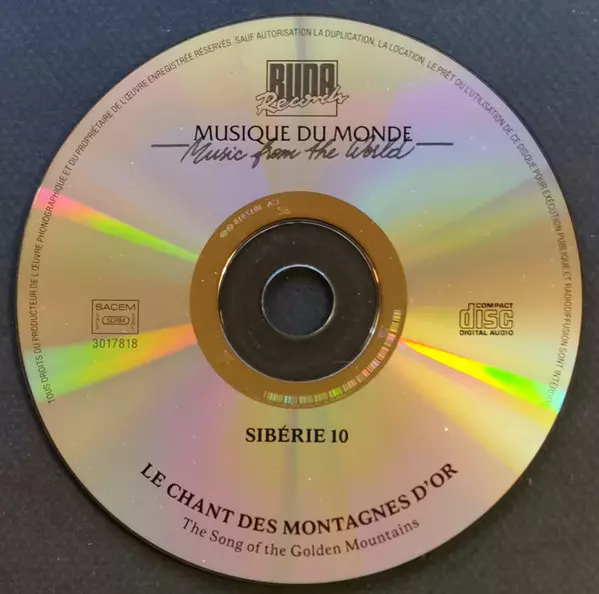 TOUS DROITS DU PRODUCTEUR DE L'ŒUVRE PHONOGRAPHIQUE ET DU PROPRIÉTAIRE DE L'ŒUVRE ENREGISTRÉE RÉSERVÉS. SAUF AUTORISATION LA DUPLICATION, LA LOCATION, LE PRÊT OU L'UTILISATION DE CE DISQUE POUR EXÉCUTION PUBLIQUE ET RADIODIFFUSION SONT
BUDA
Records
MUSIQUE DU MONDE
Music from the World
SACEM
SDRM
3017818
COMPACT
disc
DIGITAL AUDIO
SIBÉRIE 10
LE CHANT DES MONTAGNES D'OR
The Song of the Golden Mountains